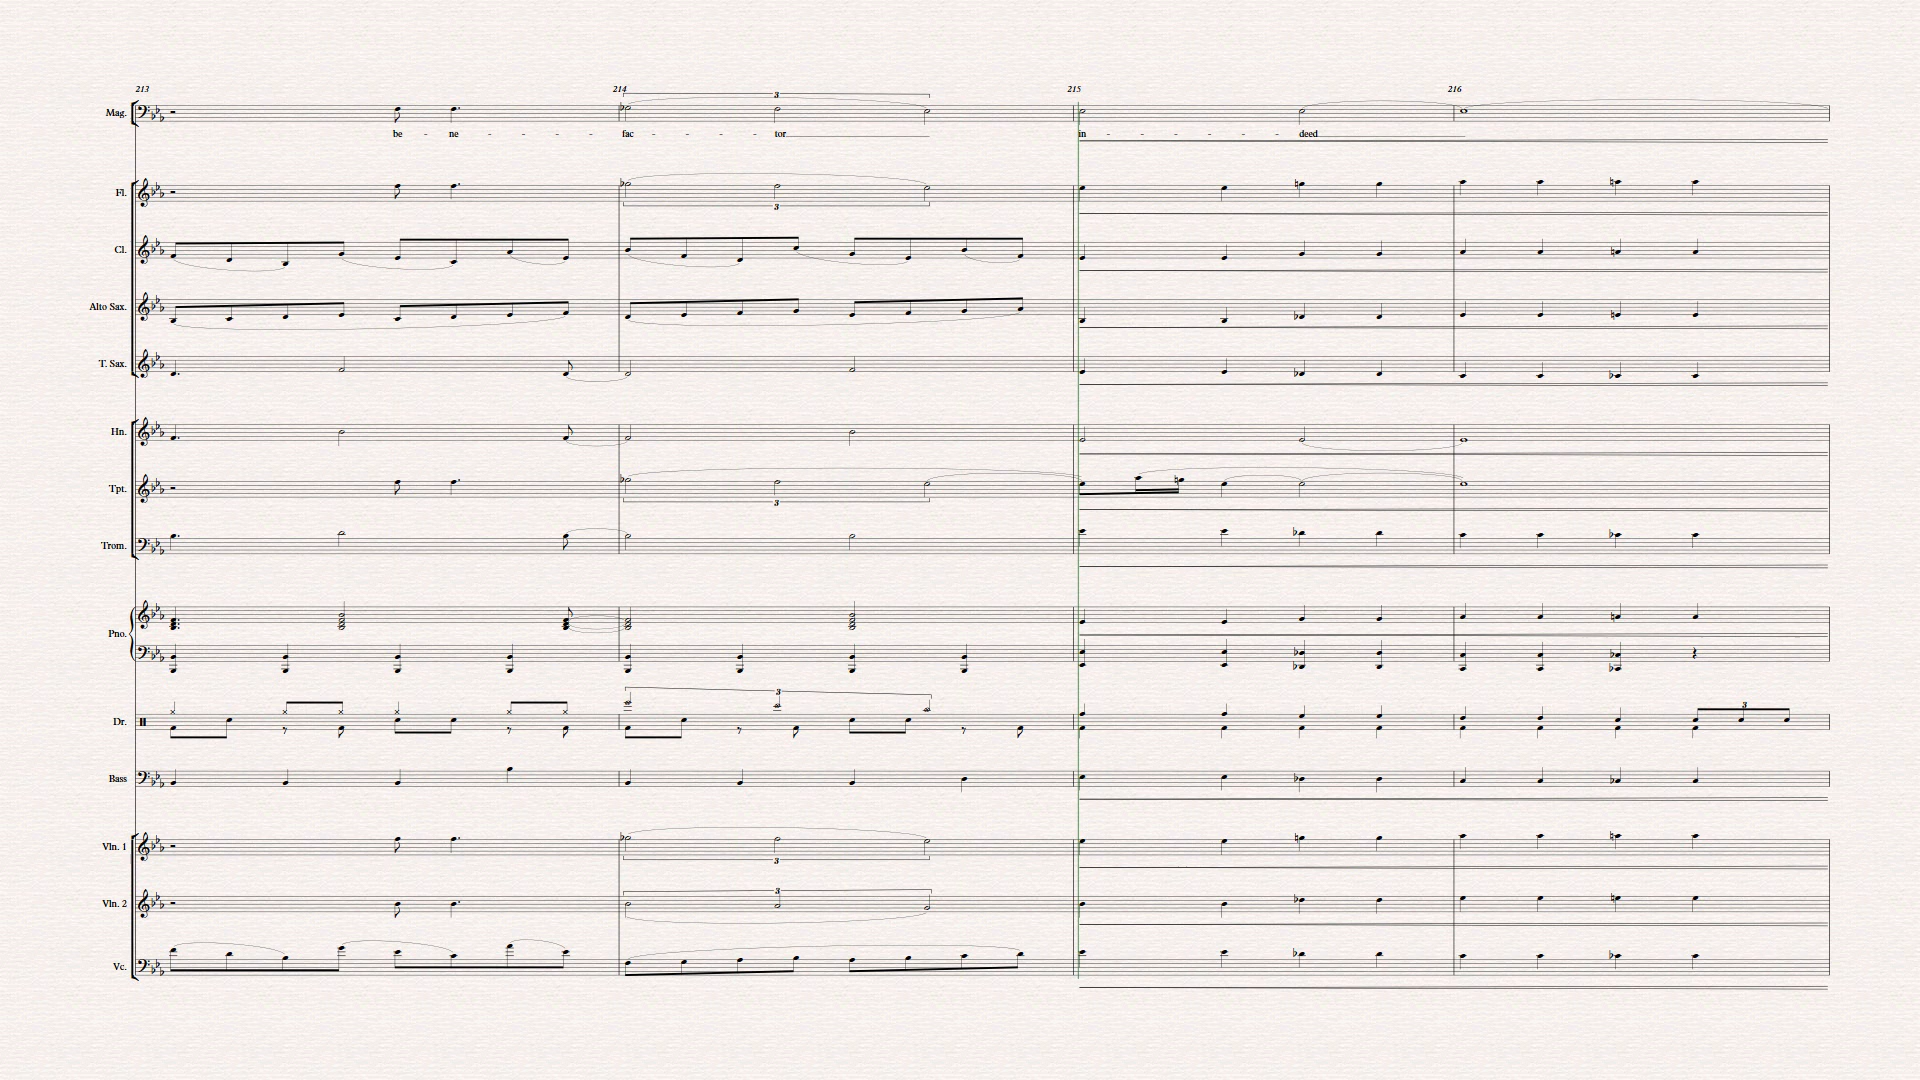 213 214 215 216
3
Mag.
be - ne - - - - fac - - - tor in - - - - - - deed
Fl.
3
Cl.
Alto Sax.
T. Sax.
Hn.
Tpt.
3
Trom.
Pno.
3
Dr.
3
Bass
Vln. 1
3
3
Vln. 2
Vc.